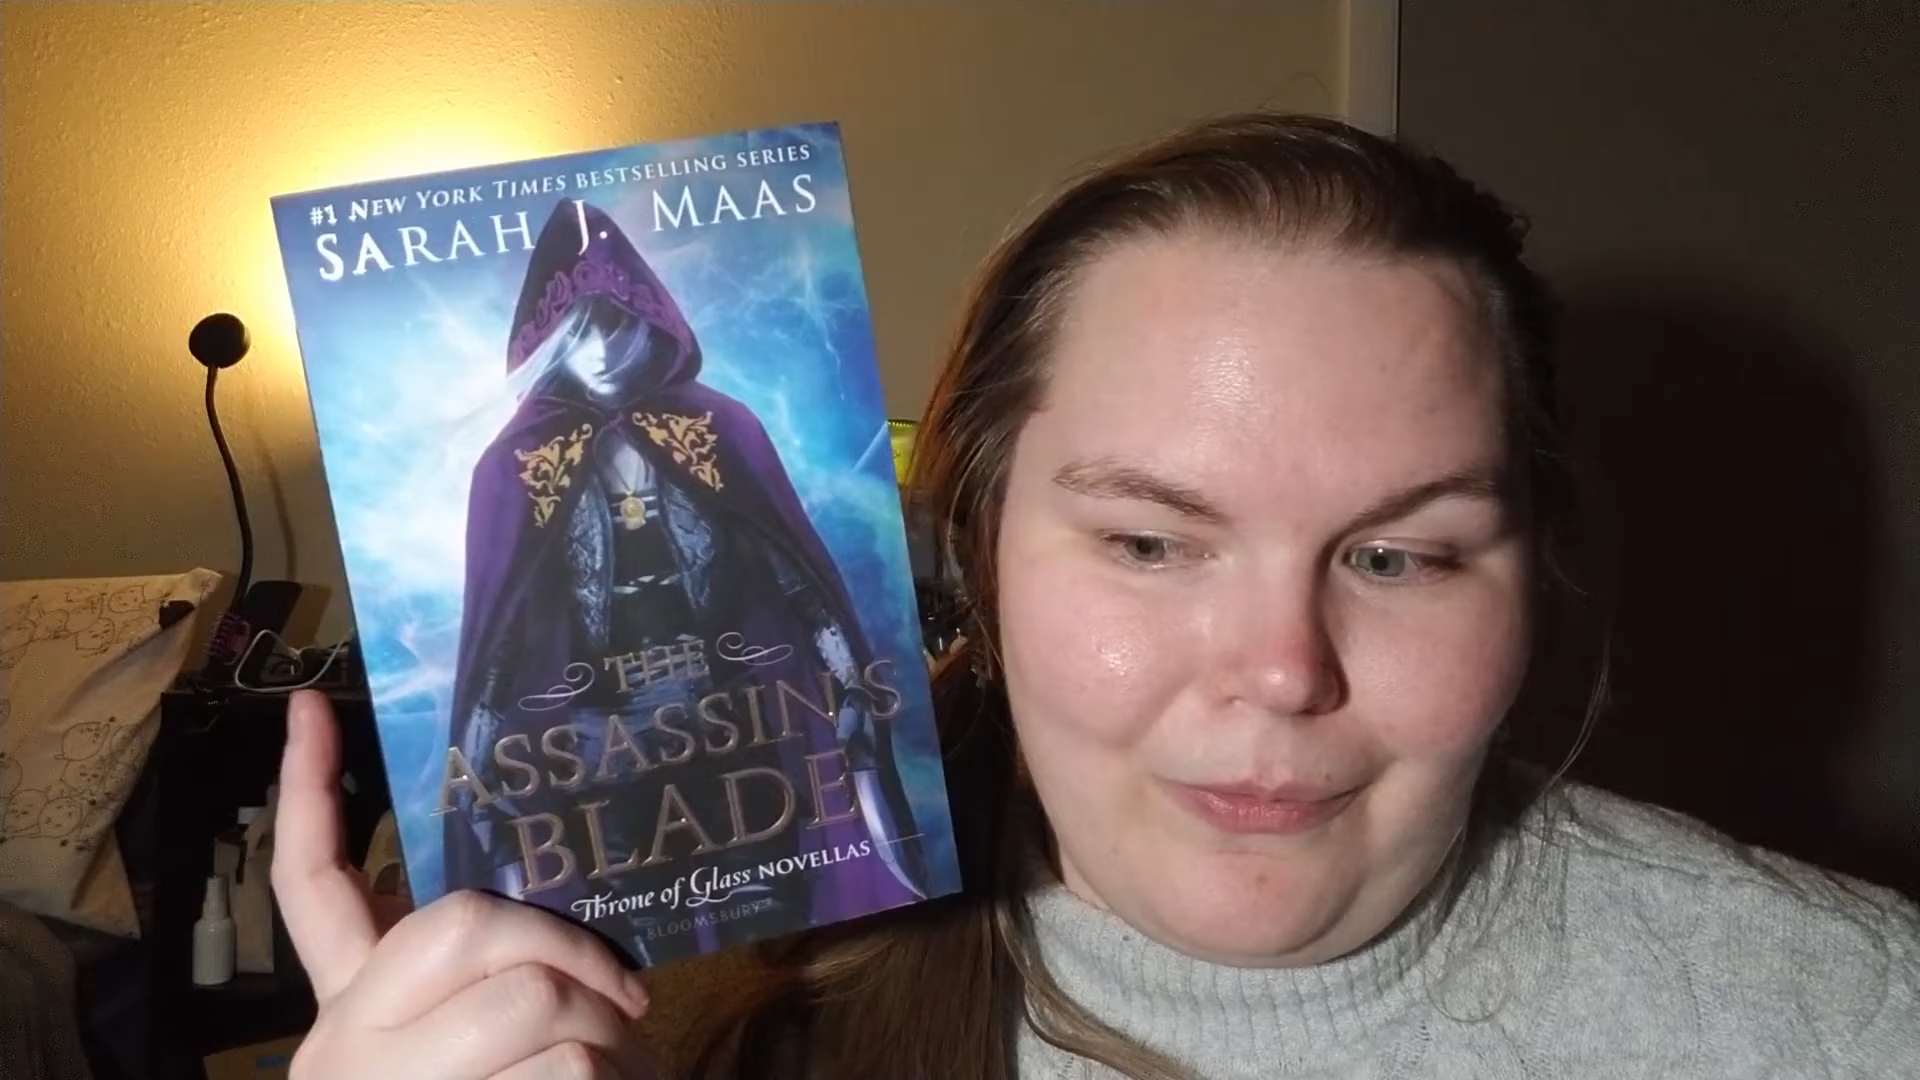 #1 NEW YORK TIMES BESTSELLING SERIES
SARAH J. MAAS
THE
ASSASSIN'S
BLADE
Throne of Glass NOVELLAS
BLOOMSBURY